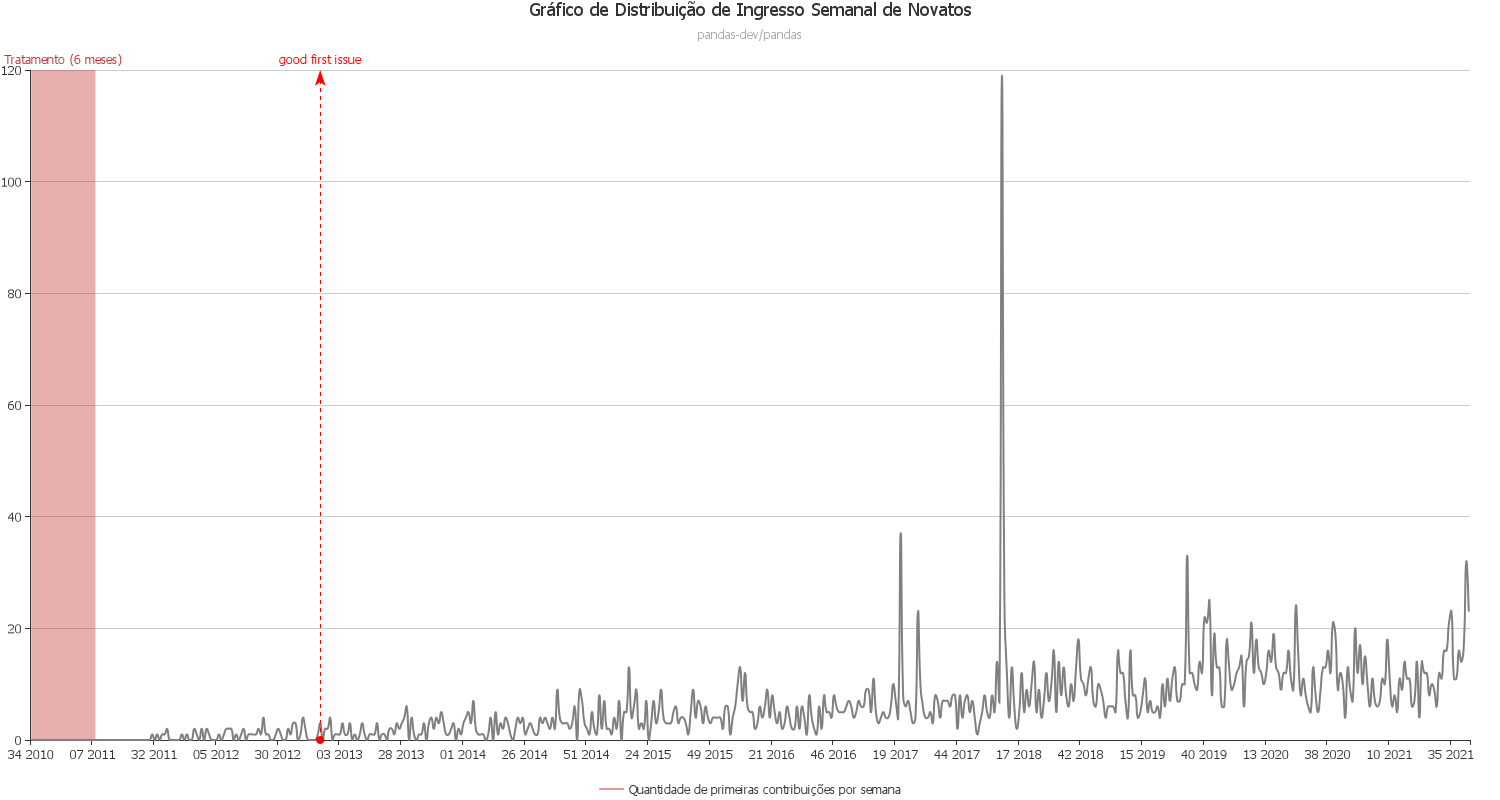 Gráfico de Distribuição de Ingresso Semanal de Novatos
pandas-dev/pandas
Tratamento (6 meses)
good first issue
120
100
80
60
40
20
0
34 2010 07 2011 32 2011 05 2012 30 2012 03 2013 28 2013 01 2014 26 2014 51 2014 24 2015 49 2015 21 2016 46 2016 19 2017 44 2017 17 2018 42 2018 15 2019 40 2019 13 2020 38 2020 10 2021 35 2021
Quantidade de primeiras contribuições por semana